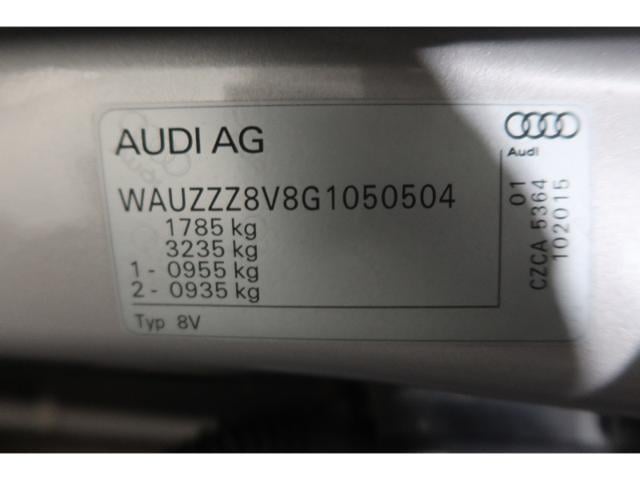 AUDI AG
Audi
WAUZZZ8V8G1050504
1785 kg
3235 kg
1 - 0955 kg
2 - 0935 kg
Typ 8V
01
CZCA 5364
102015